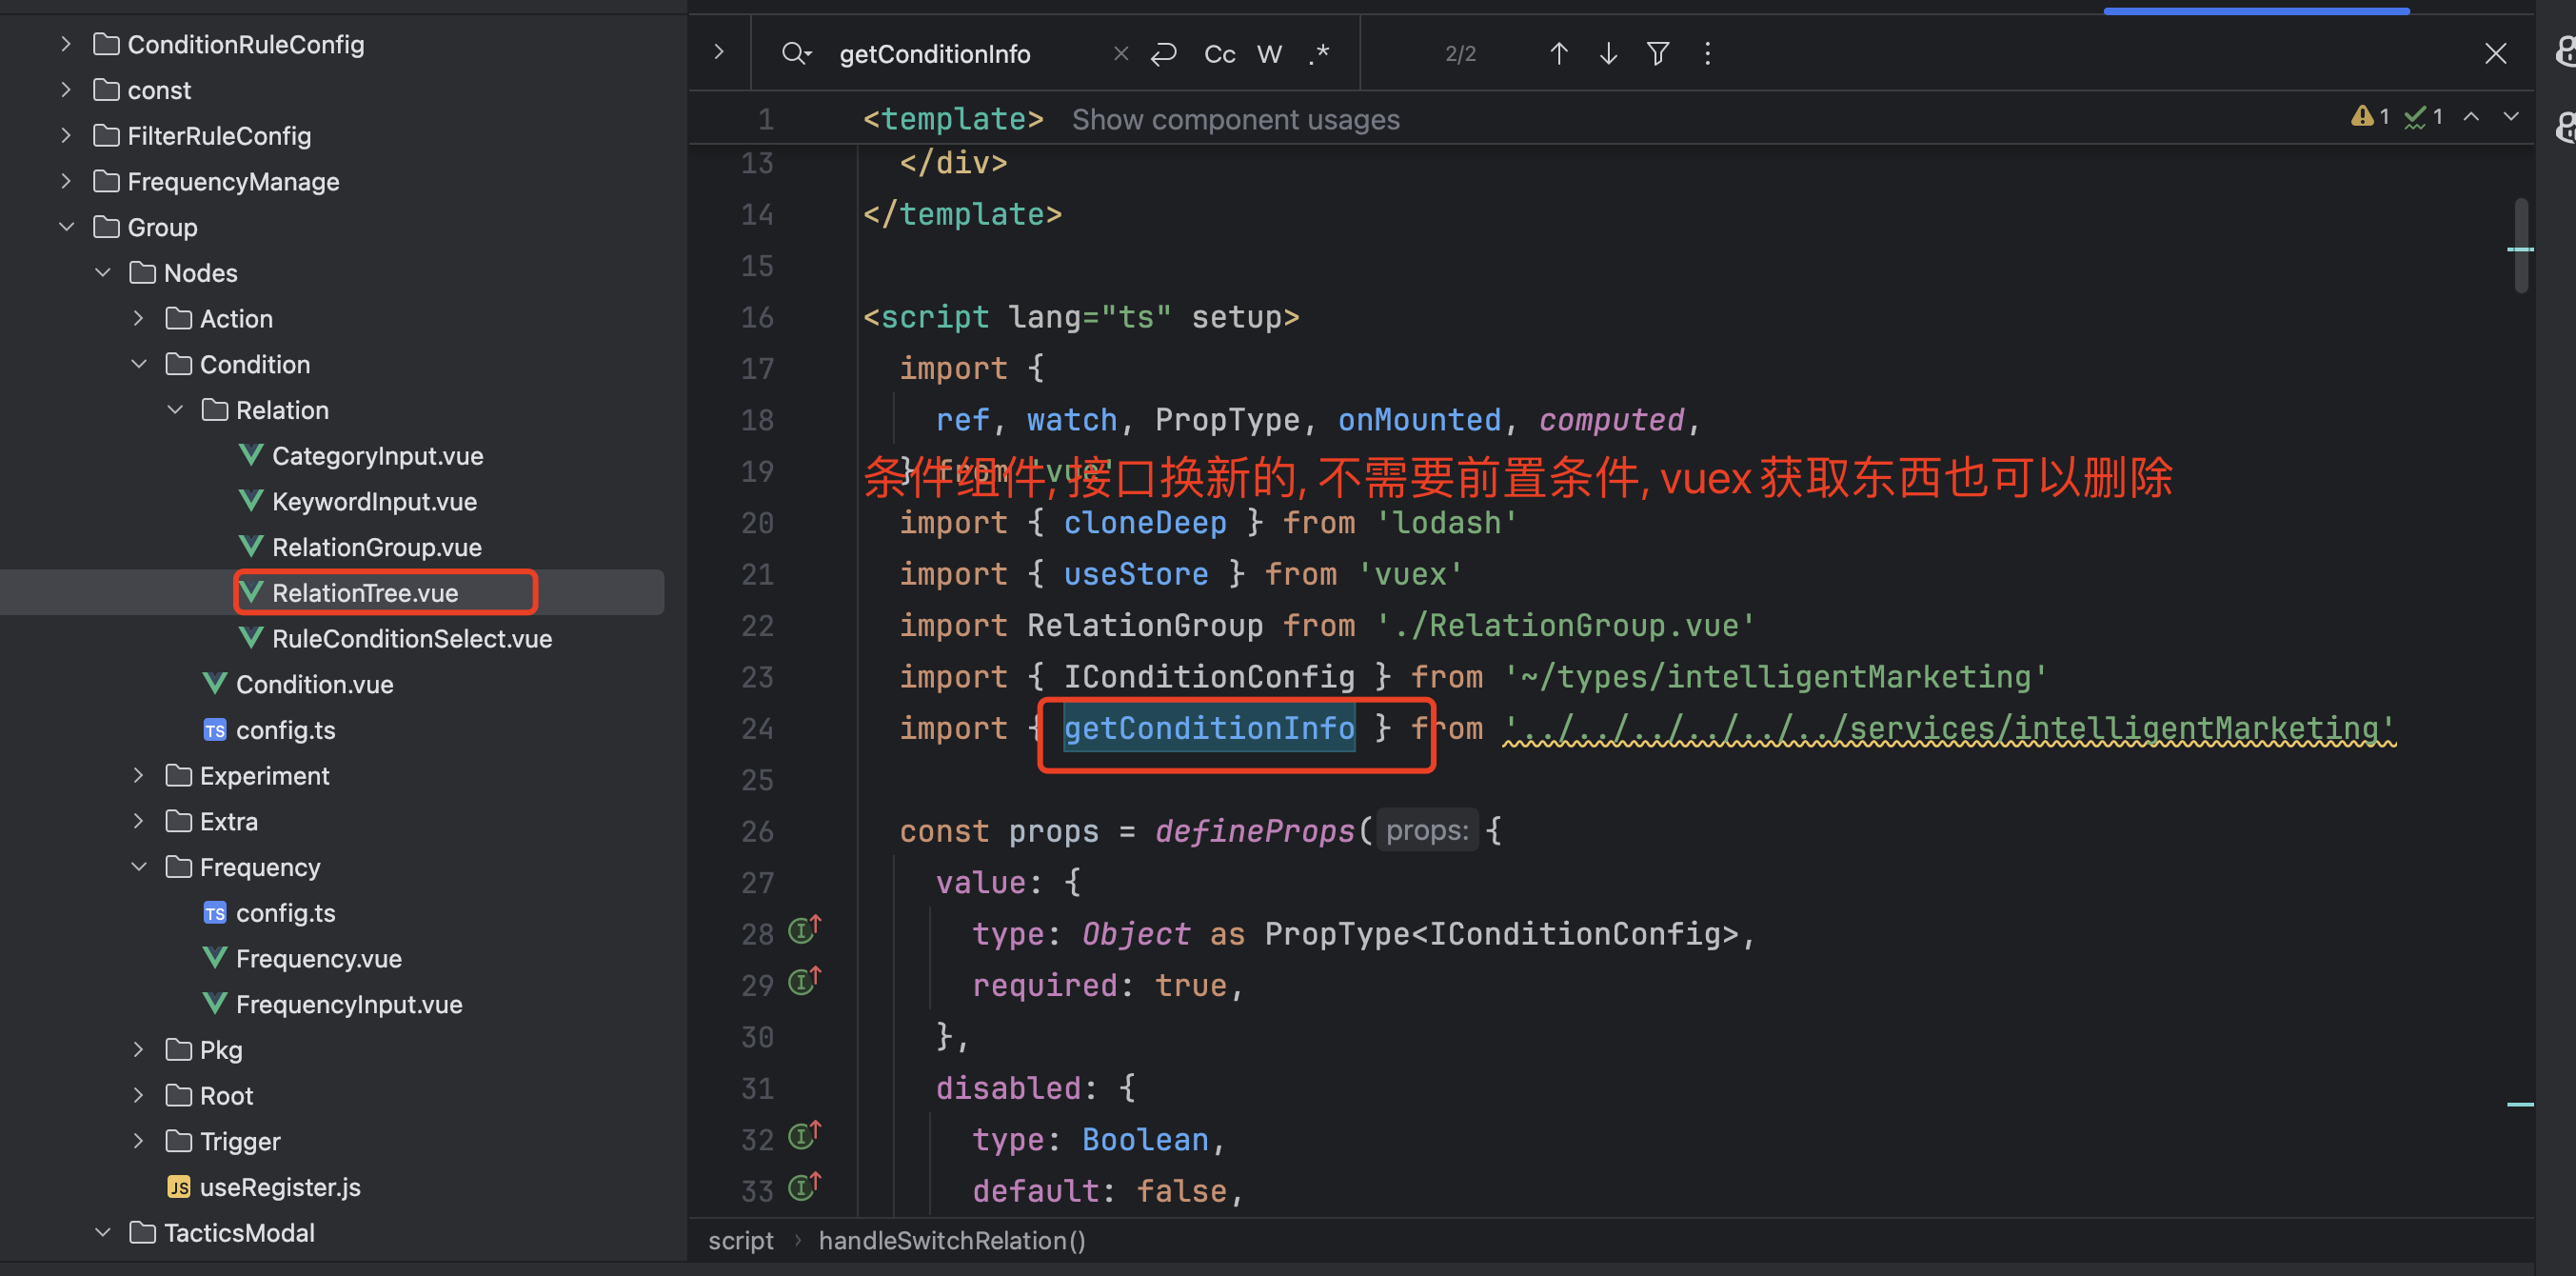 ConditionRuleConfig
const
FilterRuleConfig
FrequencyManage
Group
Nodes
Action
Condition
Relation
CategoryInput.vue
KeywordInput.vue
RelationGroup.vue
RelationTree.vue
RuleConditionSelect.vue
Condition.vue
TS config.ts
Experiment
Extra
Frequency
TS config.ts
Frequency.vue
FrequencyInput.vue
Pkg
Root
Trigger
JS useRegister.js
TacticsModal
getConditionInfo × Cc W .* 2/2
1 <template> Show component usages 1 1
13 </div>
14 </template>
15
16 <script lang="ts" setup>
17 import {
18 ref, watch, PropType, onMounted, computed,
19 } from 'vue'
条件组件, 接口换新的, 不需要前置条件, vuex 获取东西也可以删除
20 import { cloneDeep } from 'lodash'
21 import { useStore } from 'vuex'
22 import RelationGroup from './RelationGroup.vue'
23 import { IConditionConfig } from '~/types/intelligentMarketing'
24 import { getConditionInfo } from '../../../../../../services/intelligentMarketing'
25
26 const props = defineProps( props: {
27 value: {
28 type: Object as PropType<IConditionConfig>,
29 required: true,
30 },
31 disabled: {
32 type: Boolean,
33 default: false,
script › handleSwitchRelation()